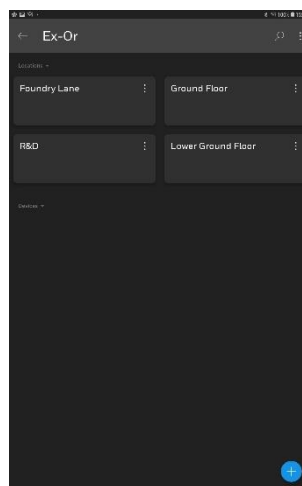 Ex-Or
Locations
Foundry Lane
Ground Floor
R&D
Lower Ground Floor
Devices